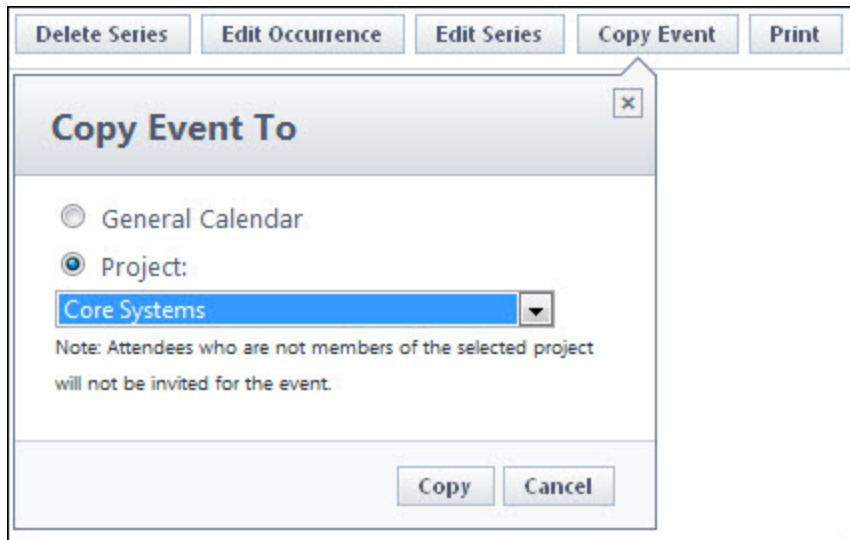 Delete Series Edit Occurrence Edit Series Copy Event Print
Copy Event To
General Calendar
Project:
Core Systems
Note: Attendees who are not members of the selected project
will not be invited for the event.
Copy Cancel